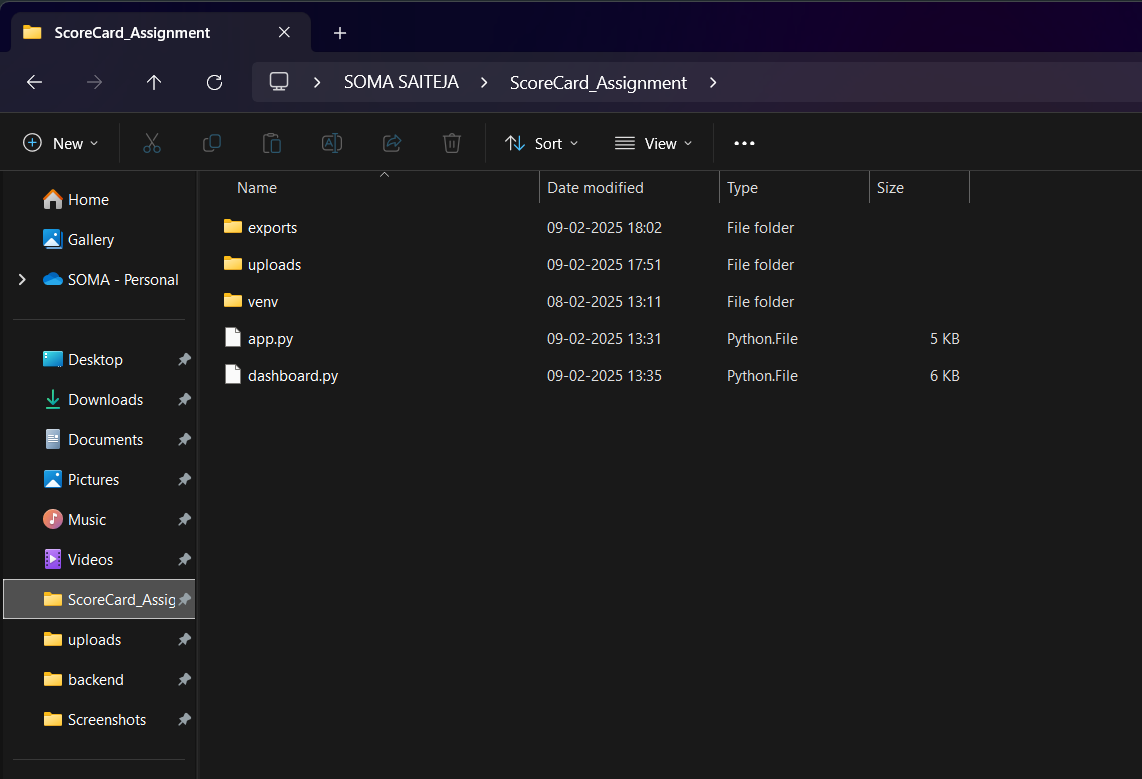 ScoreCard_Assignment
SOMA SAITEJA ScoreCard_Assignment
New Sort View
Home
Gallery
SOMA - Personal
Desktop
Downloads
Documents
Pictures
Music
Videos
ScoreCard_Assig
uploads
backend
Screenshots
Name Date modified Type Size
exports 09-02-2025 18:02 File folder
uploads 09-02-2025 17:51 File folder
venv 08-02-2025 13:11 File folder
app.py 09-02-2025 13:31 Python.File 5 KB
dashboard.py 09-02-2025 13:35 Python.File 6 KB